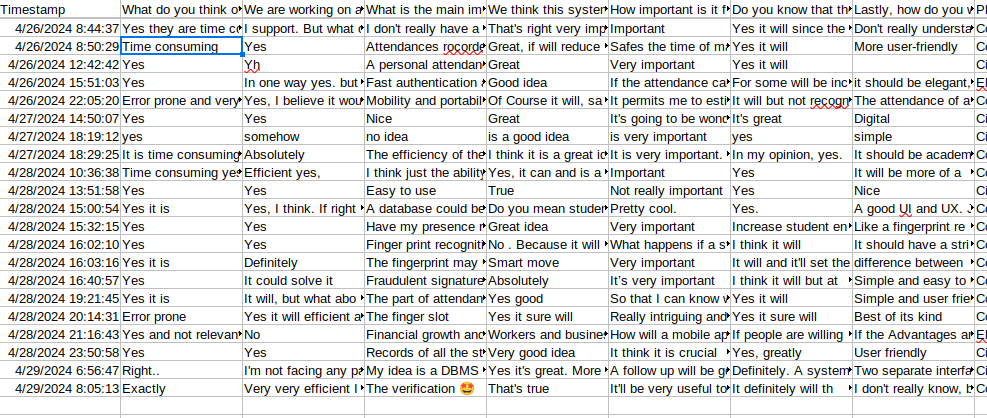 Timestamp What do you think o We are working on a What is the main im We think this system How important is it f Do you know that th Lastly, how do you v Pl
4/26/2024 8:44:37 Yes they are time co I support. But what I don't really have a That's right very imp Important Yes it will since the Don't really understa Co
4/26/2024 8:50:29 Time consuming Yes Attendances rocorde Great, if will reduce Safes the time of m Yes it will More user-friendly
4/26/2024 12:42:42 Yes Yh A personal attendan Great Very important Yes it will Ci
4/26/2024 15:51:03 Yes In one way yes. but Fast authentication Good idea If the attendance ca For some will be inc it should be elegant, El
4/26/2024 22:05:20 Error prone and very Yes, I believe it wou Mobility and portabil Of Course it will, sa It permits me to esti It will but not recogn The attendance of a Co
4/27/2024 14:50:07 Yes Yes Nice Great It's going to be wond It's great Digital Ci
4/27/2024 18:19:12 yes somehow no idea is a good idea is very important yes simple Ci
4/27/2024 18:29:25 It is time consuming Absolutely The efficiency of the I think it is a great id It is very important. In my opinion, yes. It should be academ Co
4/28/2024 10:36:38 Time consuming yes Efficient yes, I think just the ability Yes, it can and is a Important Yes It will be more of a Co
4/28/2024 13:51:58 Yes Yes Easy to use True Not really important Yes Nice Ci
4/28/2024 15:00:54 Yes it is Yes, I think. If right A database could be Do you mean studen Pretty cool. Yes. A good UI and UX. Co
4/28/2024 15:32:15 Yes Yes Have my presence r Great idea Very important Increase student en Like a fingerprint re Co
4/28/2024 16:02:10 Yes Yes Finger print recogniti No . Because it will What happens if a s I think it will It should have a stri Co
4/28/2024 16:03:16 Yes it is Definitely The fingerprint may Smart move Very important It will and it'll set the difference between Co
4/28/2024 16:40:57 Yes It could solve it Fraudulent signature Absolutely It's very important I think it will but at Simple and easy to Ci
4/28/2024 19:21:45 Yes it is It will, but what abo The part of attendan Yes good So that I can know w Yes it will Simple and user frie Co
4/28/2024 20:14:31 Error prone Yes it will efficient a The finger slot Yes it sure will Really intriguing and Yes it sure will Best of its kind Co
4/28/2024 21:16:43 Yes and not relevan No Financial growth and Workers and busine How will a mobile ap If people are willing If the Advantages ar El
4/28/2024 23:50:58 Yes Yes Records of all the st Very good idea It think it is crucial Yes, greatly User friendly Ci
4/29/2024 6:56:47 Right.. I'm not facing any p My idea is a DBMS Yes it's great. More A follow up will be g Definitely. A system Two separate interfa Co
4/29/2024 8:05:13 Exactly Very very efficient I The verification 🤩 That's true It'll be very useful to It definitely will th I don't really know, b Ci